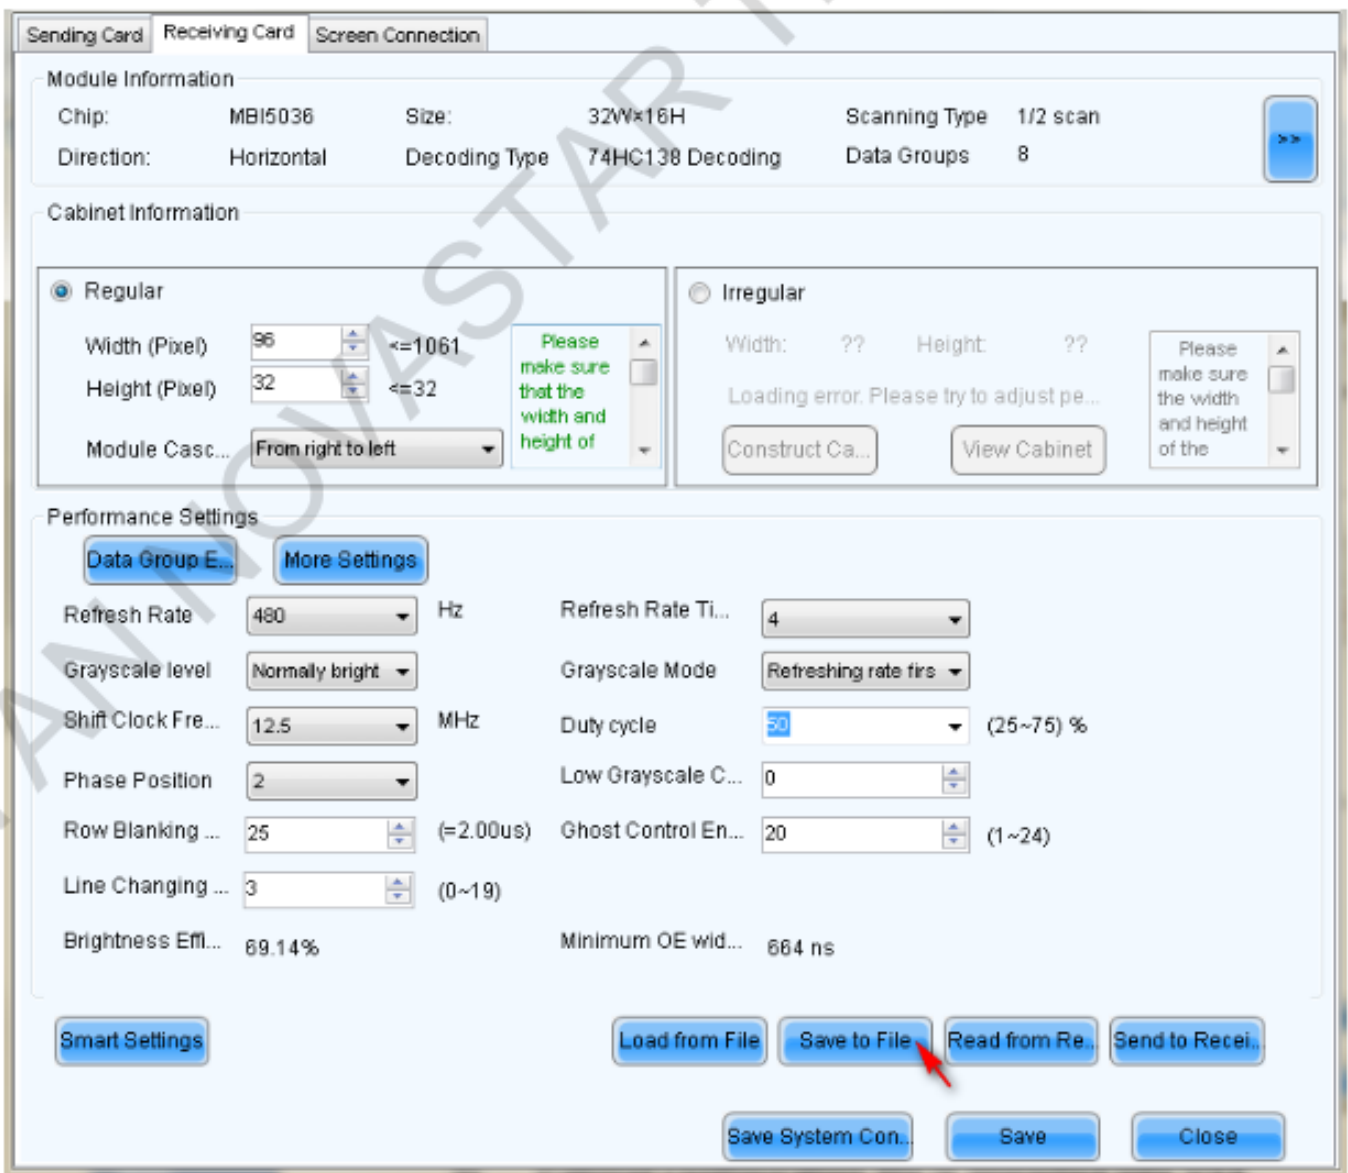 Sending Card Receiving Card Screen Connection
Module Information
Chip: MBI5036 Size: 32W×16H Scanning Type 1/2 scan
>>
Direction: Horizontal Decoding Type 74HC138 Decoding Data Groups 8
Cabinet Information
Regular
Width (Pixel) 96 <=1061
Height (Pixel) 32 <=32
Module Casc... From right to left
Please
make sure
that the
width and
height of
Irregular
Width: ?? Height: ??
Loading error. Please try to adjust pe...
Construct Ca... View Cabinet
Please
make sure
the width
and height
of the
Performance Settings
Data Group E... More Settings
Refresh Rate 480 Hz Refresh Rate Ti... 4
Grayscale level Normally bright Grayscale Mode Refreshing rate firs
Shift Clock Fre... 12.5 MHz Duty cycle 50 (25~75) %
Phase Position 2 Low Grayscale C... 0
Row Blanking ... 25 (=2.00us) Ghost Control En... 20 (1~24)
Line Changing ... 3 (0~19)
Brightness Effi... 69.14% Minimum OE wid... 664 ns
Smart Settings Load from File Save to File Read from Re... Send to Recei...
Save System Con... Save Close
AN NOVASTAR T